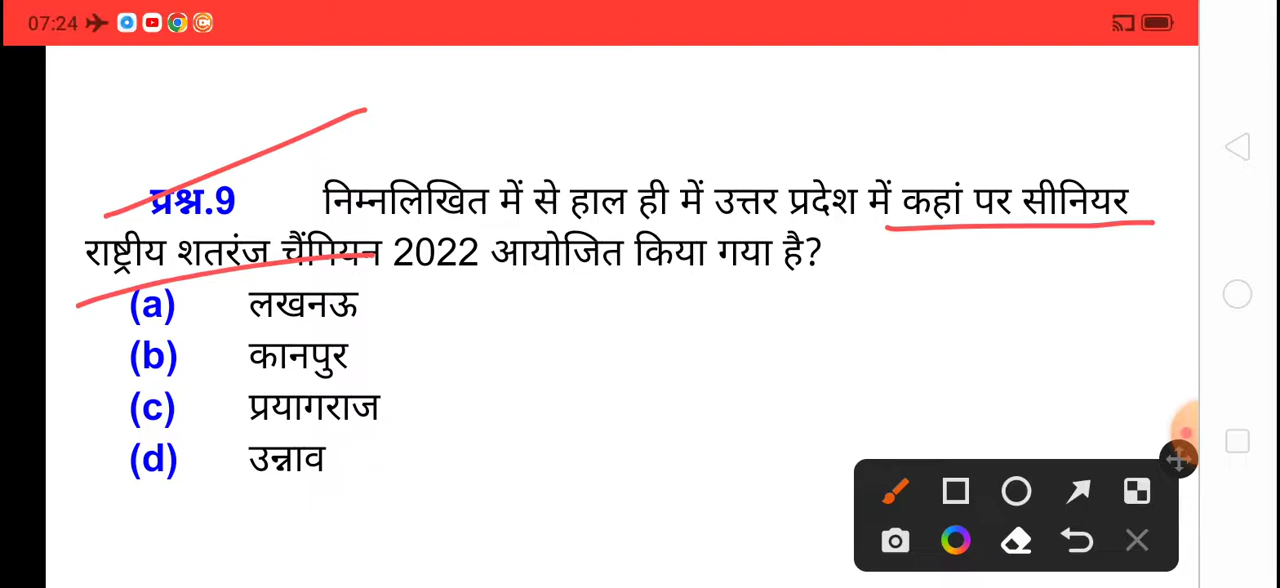 07:24
प्रश्न.9 निम्नलिखित में से हाल ही में उत्तर प्रदेश में कहां पर सीनियर
राष्ट्रीय शतरंज चैंपियन 2022 आयोजित किया गया है?
(a) लखनऊ
(b) कानपुर
(c) प्रयागराज
(d) उन्नाव